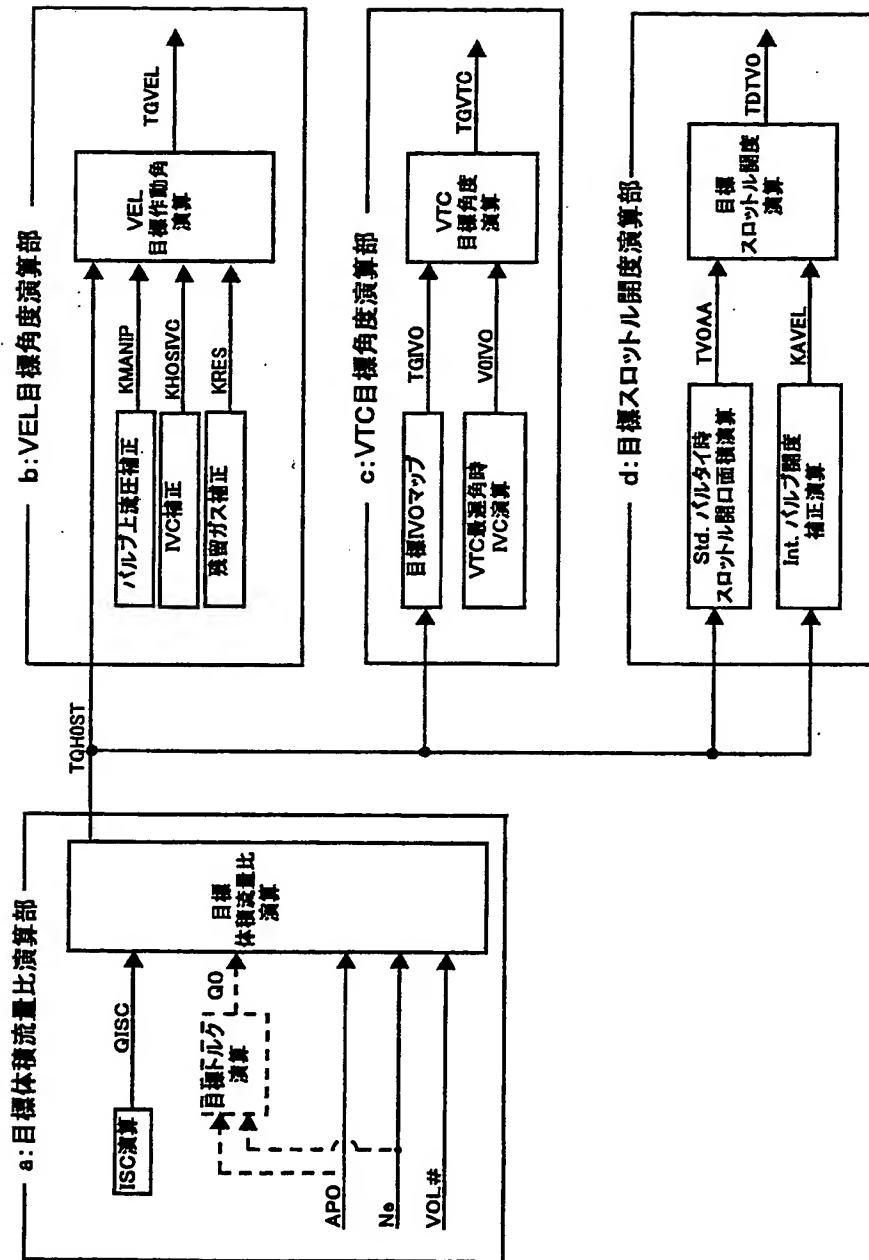 a:目標体積流量比演算部
ISC演算
QISC
目標トルク
演算
Q0
APO
Ne
VOL#
目標
体積流量比
演算
TQH0ST
b:VEL目標角度演算部
バルブ上流圧補正
IVC補正
残留ガス補正
KMANIP
KHOSIVC
KRES
VEL
目標作動角
演算
TGVEL
c:VTC目標角度演算部
目標IVOマップ
VTC最遅角時
IVC演算
TGIVO
V0IVO
VTC
目標角度
演算
TGVTC
d:目標スロットル開度演算部
Std. バルタイ時
スロットル開口面積演算
Int. バルブ開度
補正演算
TVOAA
KAVEL
目標
スロットル開度
演算
TDTVO